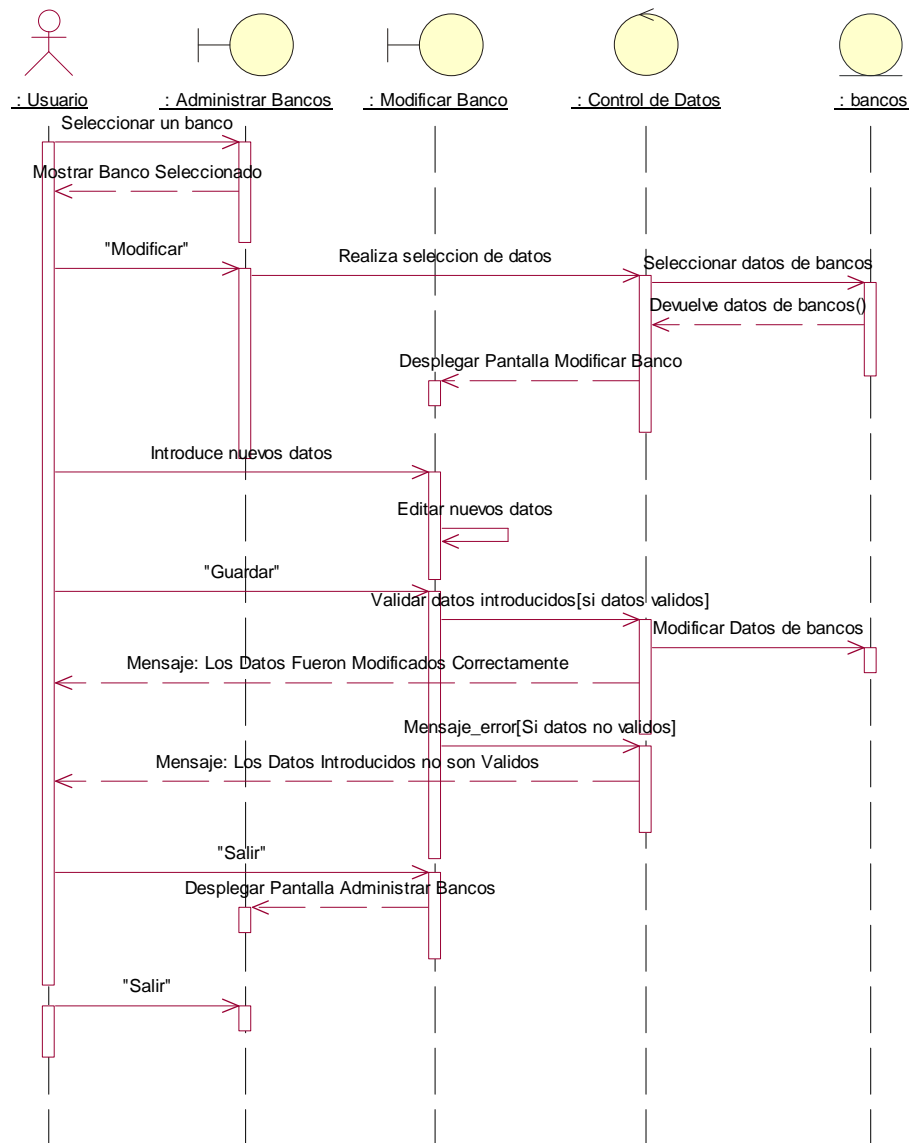 : Usuario
: Administrar Bancos
: Modificar Banco
: Control de Datos
: bancos
Seleccionar un banco
Mostrar Banco Seleccionado
"Modificar"
Realiza seleccion de datos
Seleccionar datos de bancos
Devuelve datos de bancos()
Desplegar Pantalla Modificar Banco
Introduce nuevos datos
Editar nuevos datos
"Guardar"
Validar datos introducidos[si datos validos]
Modificar Datos de bancos
Mensaje: Los Datos Fueron Modificados Correctamente
Mensaje_error[Si datos no validos]
Mensaje: Los Datos Introducidos no son Validos
"Salir"
Desplegar Pantalla Administrar Bancos
"Salir"